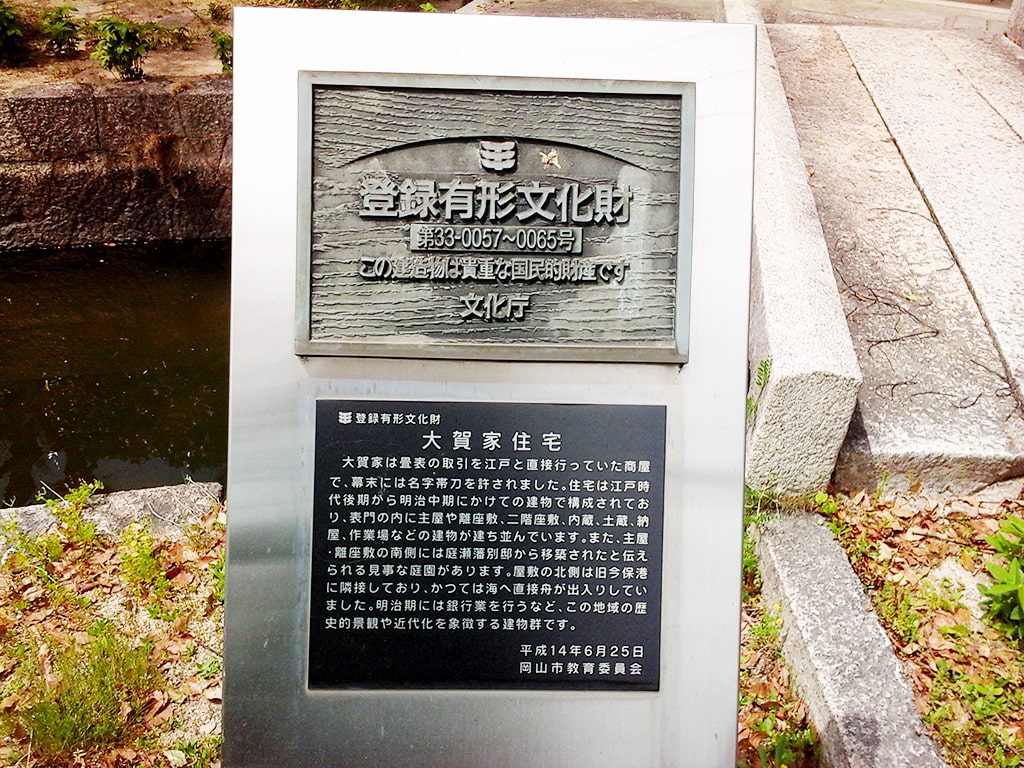 登録有形文化財
第33-0057～0065号
この建造物は貴重な国民的財産です
文化庁
登録有形文化財
大賀家住宅
大賀家は畳表の取引を江戸と直接行っていた商屋
で、幕末には名字帯刀を許されました。住宅は江戸時
代後期から明治中期にかけての建物で構成されてお
り、表門の内に主屋や離座敷、二階座敷、内蔵、土蔵、納
屋、作業場などの建物が建ち並んでいます。また、主屋
・離座敷の南側には庭瀬藩別邸から移築されたと伝え
られる見事な庭園があります。屋敷の北側は旧今保港
に隣接しており、かつては海へ直接舟が出入りしてい
ました。明治期には銀行業を行うなど、この地域の歴
史的景観や近代化を象徴する建物群です。
平成14年6月25日
岡山市教育委員会